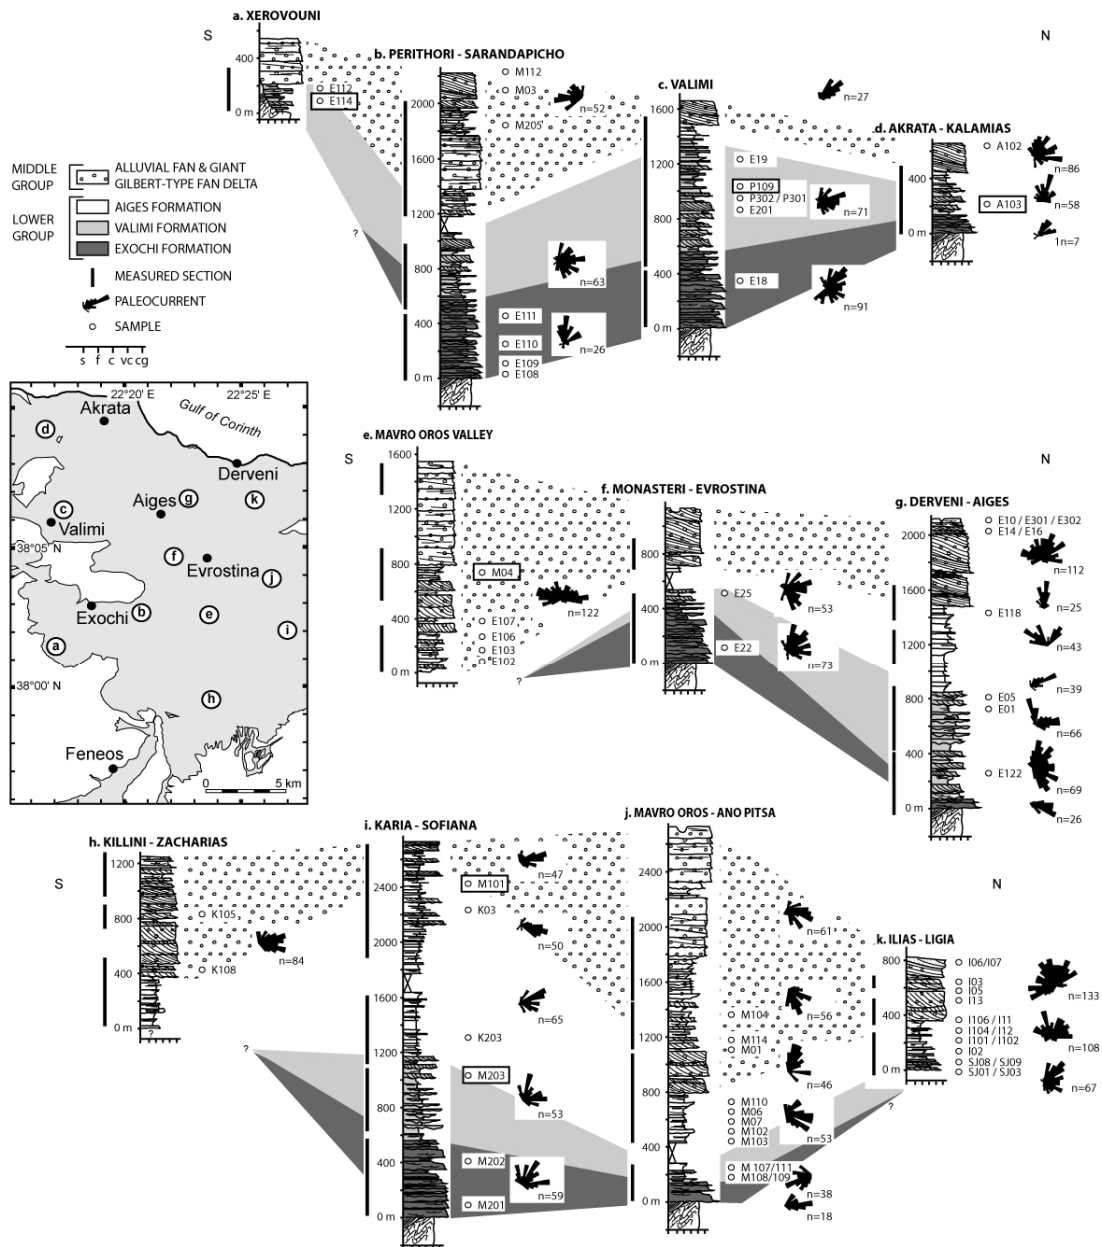 a. XEROVOUNI
S
N
b. PERITHORI - SARANDAPICHO
c. VALIMI
d. AKRATA - KALAMIAS
400
0 m
E112
E114
2000
1600
1200
800
400
0 m
M112
M03
M205
n=52
n=63
E111
E110
E109
E108
n=26
?
1600
1200
800
400
0 m
E19
P109
P302 / P301
E201
E18
n=27
n=71
n=91
400
0 m
A102
A103
n=86
n=58
1n=7
MIDDLE GROUP
ALLUVIAL FAN & GIANT
GILBERT-TYPE FAN DELTA
LOWER GROUP
AIGES FORMATION
VALIMI FORMATION
EXOCHI FORMATION
MEASURED SECTION
PALEOCURRENT
SAMPLE
s f c vc cg
22°20' E
22°25' E
Akrata
Gulf of Corinth
d
Derveni
Aiges
g
k
c
Valimi
38°05' N
f
Evrostina
j
Exochi
b
e
i
a
38°00' N
h
Feneos
0
5 km
e. MAVRO OROS VALLEY
S
N
f. MONASTERI - EVROSTINA
g. DERVENI - AIGES
1600
1200
800
400
0 m
M04
n=122
E107
E106
E103
E102
?
800
400
0 m
E25
E22
n=53
n=73
2000
1600
1200
800
400
0 m
E10 / E301 / E302
E14 / E16
n=112
n=25
E118
n=43
n=39
E05
E01
n=66
E122
n=69
n=26
h. KILLINI - ZACHARIAS
i. KARIA - SOFIANA
j. MAVRO OROS - ANO PITSA
S
N
k. ILIAS - LIGIA
1200
800
400
0 m
?
K105
K108
n=84
?
2400
2000
1600
1200
800
400
0 m
M101
K03
K203
M203
M202
M201
n=47
n=50
n=65
n=53
n=59
2400
2000
1600
1200
800
400
0 m
M104
M114
M01
M110
M06
M07
M102
M103
M 107/111
M108/109
n=61
n=56
n=46
n=53
n=38
n=18
?
800
400
0 m
I06/I07
I03
I05
I13
I106 / I11
I104 / I12
I101 / I102
I02
SJ08 / SJ09
SJ01 / SJ03
n=133
n=108
n=67